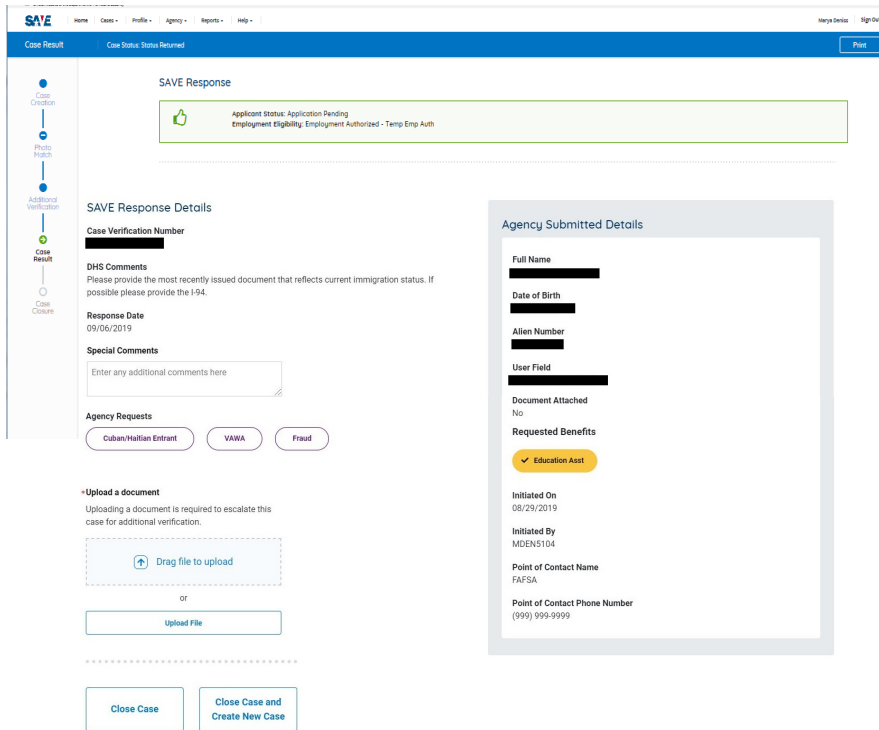 SAVE
Home Cases Profile Agency Reports Help
Marya Deniss Sign Out
Case Result Case Status: Status Returned Print
Case Creation
Photo Match
Additional Verification
Case Result
Case Closure
SAVE Response
Applicant Status: Application Pending
Employment Eligibility: Employment Authorized - Temp Emp Auth
SAVE Response Details
Case Verification Number
DHS Comments
Please provide the most recently issued document that reflects current immigration status. If
possible please provide the I-94.
Response Date
09/06/2019
Special Comments
Enter any additional comments here
Agency Requests
Cuban/Haitian Entrant VAWA Fraud
*Upload a document
Uploading a document is required to escalate this
case for additional verification.
Drag file to upload
or
Upload File
Close Case
Close Case and
Create New Case
Agency Submitted Details
Full Name
Date of Birth
Alien Number
User Field
Document Attached
No
Requested Benefits
Education Asst
Initiated On
08/29/2019
Initiated By
MDEN5104
Point of Contact Name
FAFSA
Point of Contact Phone Number
(999) 999-9999